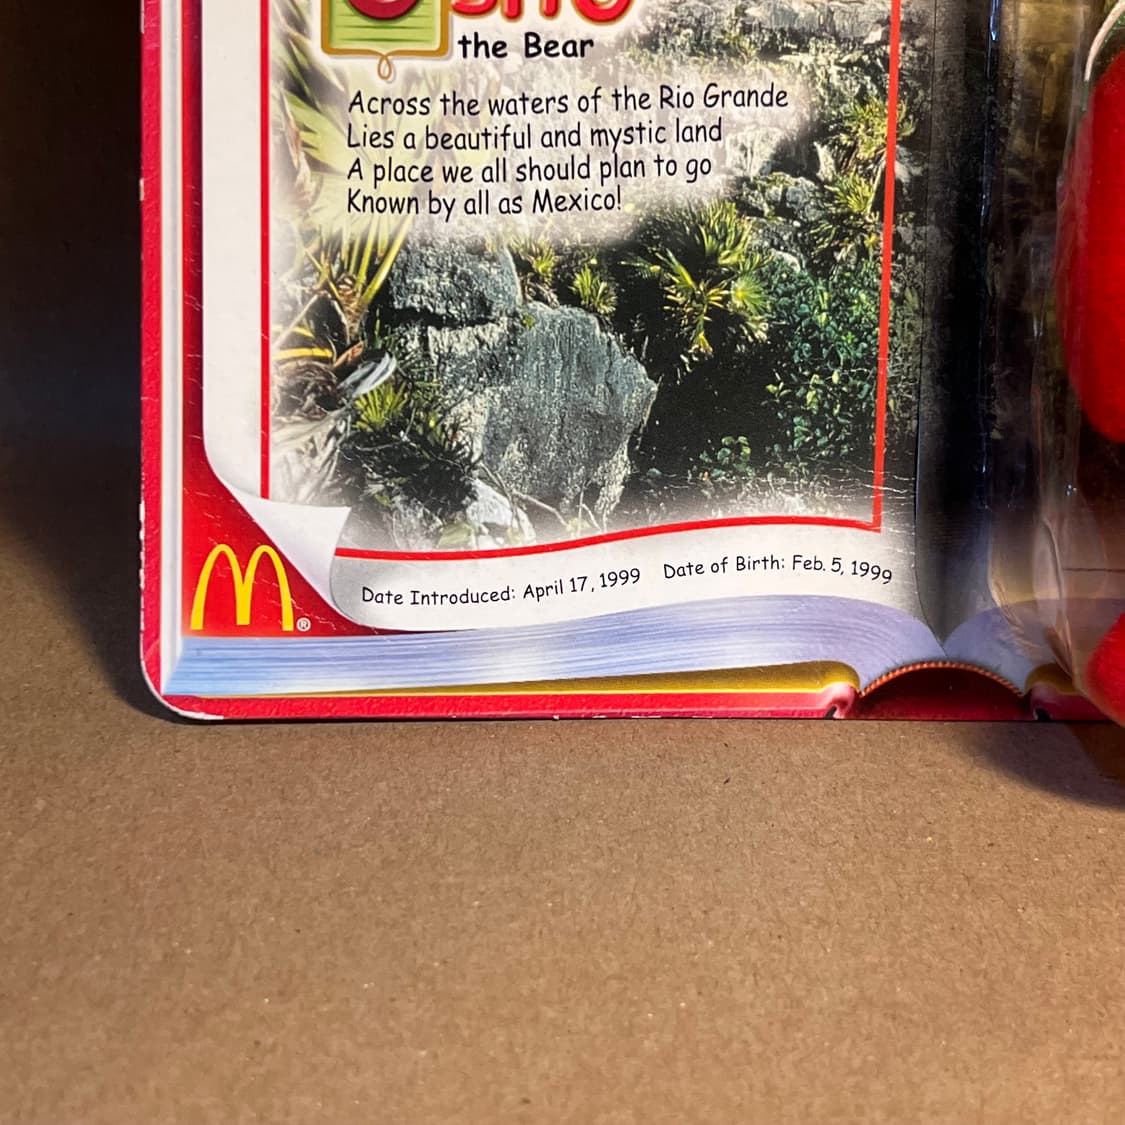 the Bear
Across the waters of the Rio Grande
Lies a beautiful and mystic land
A place we all should plan to go
Known by all as Mexico!
Date Introduced: April 17, 1999 Date of Birth: Feb. 5, 1999
M®